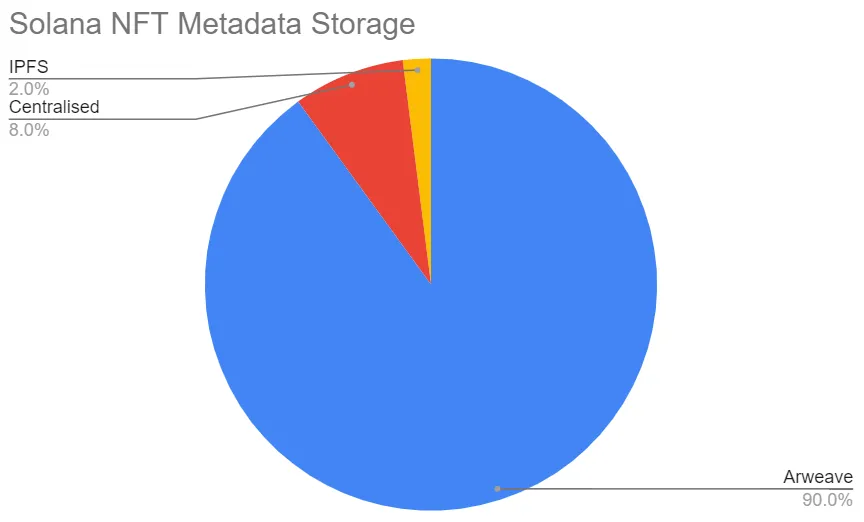 Solana NFT Metadata Storage
IPFS
2.0%
Centralised
8.0%
Arweave
90.0%